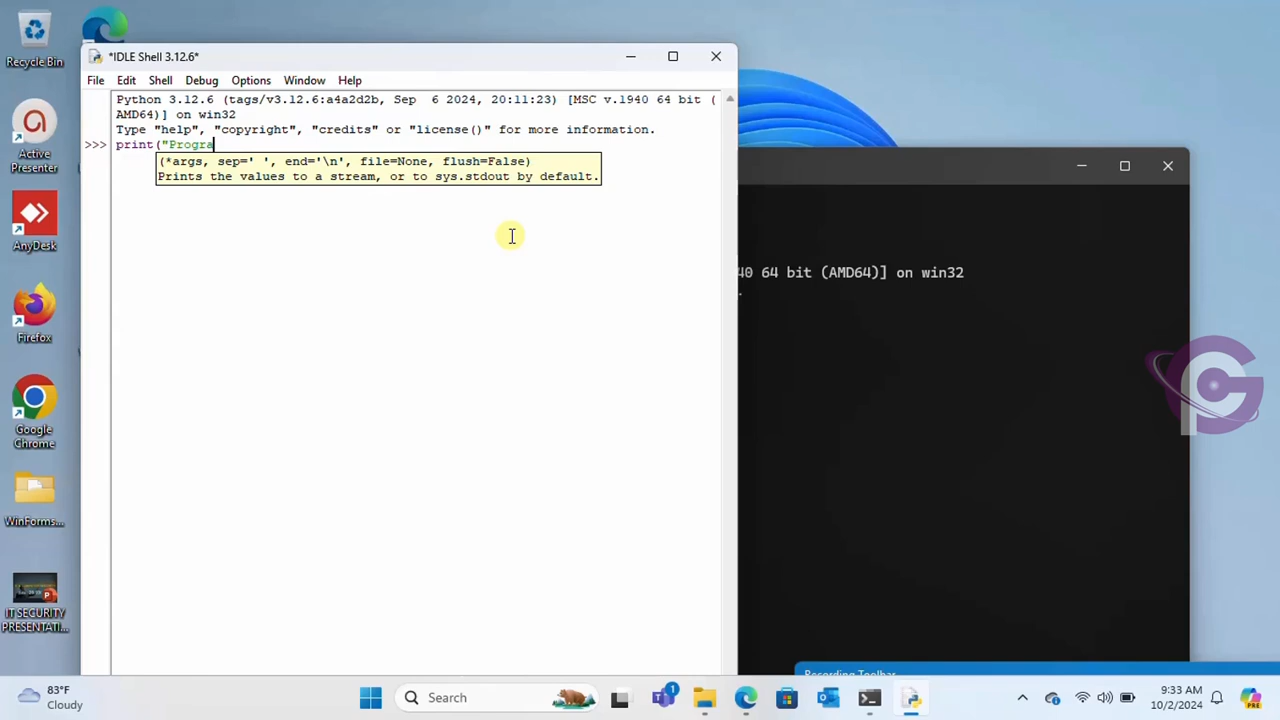 Recycle Bin
Active
Presenter
AnyDesk
Firefox
Google
Chrome
WinForms...
IT SECURITY
PRESENTATI...
*IDLE Shell 3.12.6*
File Edit Shell Debug Options Window Help
Python 3.12.6 (tags/v3.12.6:a4a2d2b, Sep  6 2024, 20:11:23) [MSC v.1940 64 bit (
AMD64)] on win32
Type "help", "copyright", "credits" or "license()" for more information.
>>> print("Progra
(*args, sep=' ', end='\n', file=None, flush=False)
Prints the values to a stream, or to sys.stdout by default.
40 64 bit (AMD64)] on win32
.
Recording Toolbar
83°F
Cloudy
Search
1
9:33 AM
10/2/2024
PRE